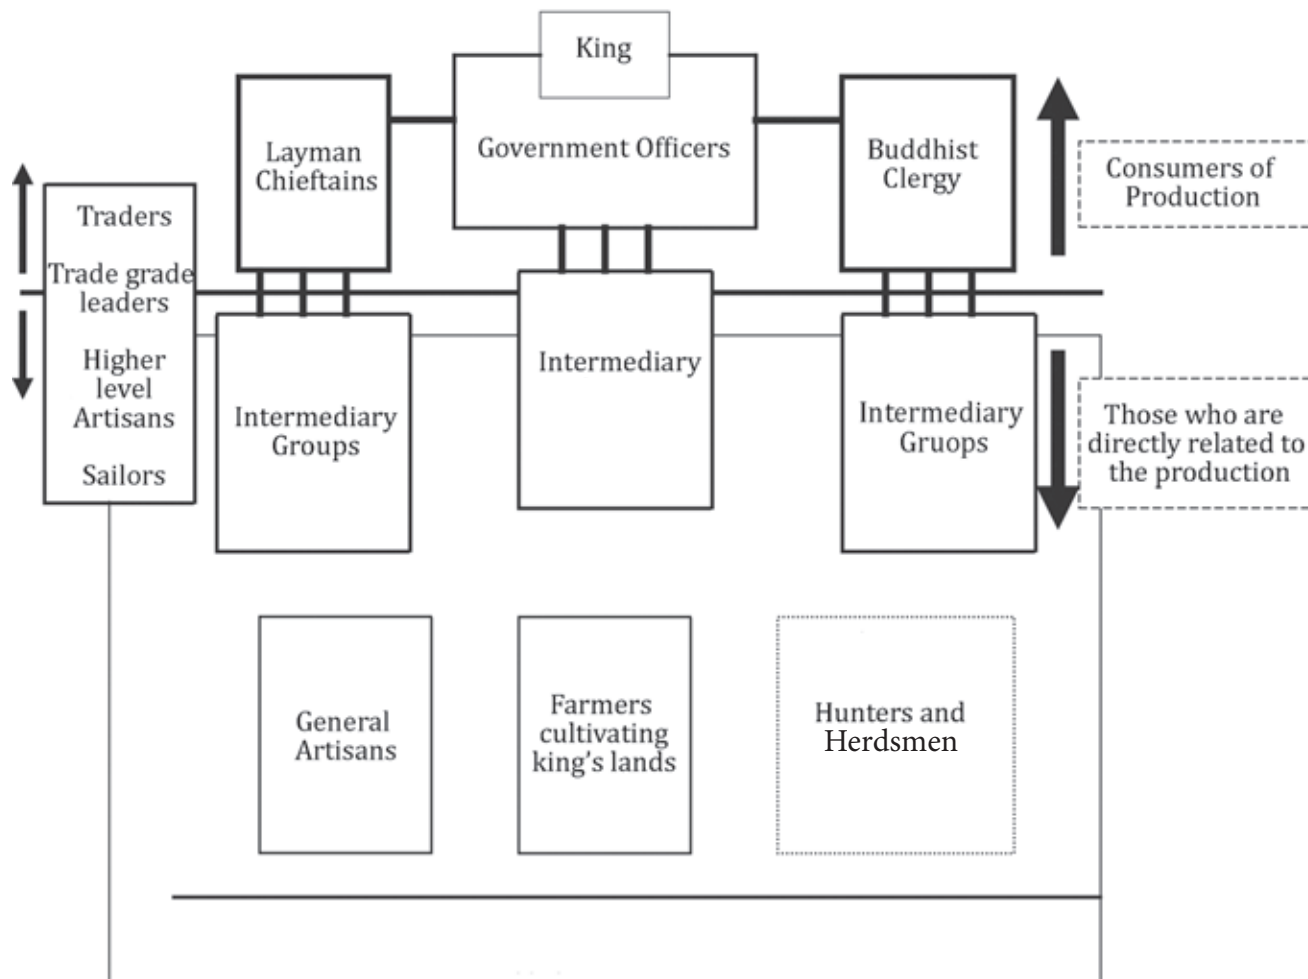 King
Government Officers
Layman
Chieftains
Buddhist
Clergy
Consumers of
Production
Traders
Trade grade
leaders
Higher
level
Artisans
Sailors
Intermediary
Groups
Intermediary
Intermediary
Gruops
Those who are
directly related to
the production
General
Artisans
Farmers
cultivating
king's lands
Hunters and
Herdsmen